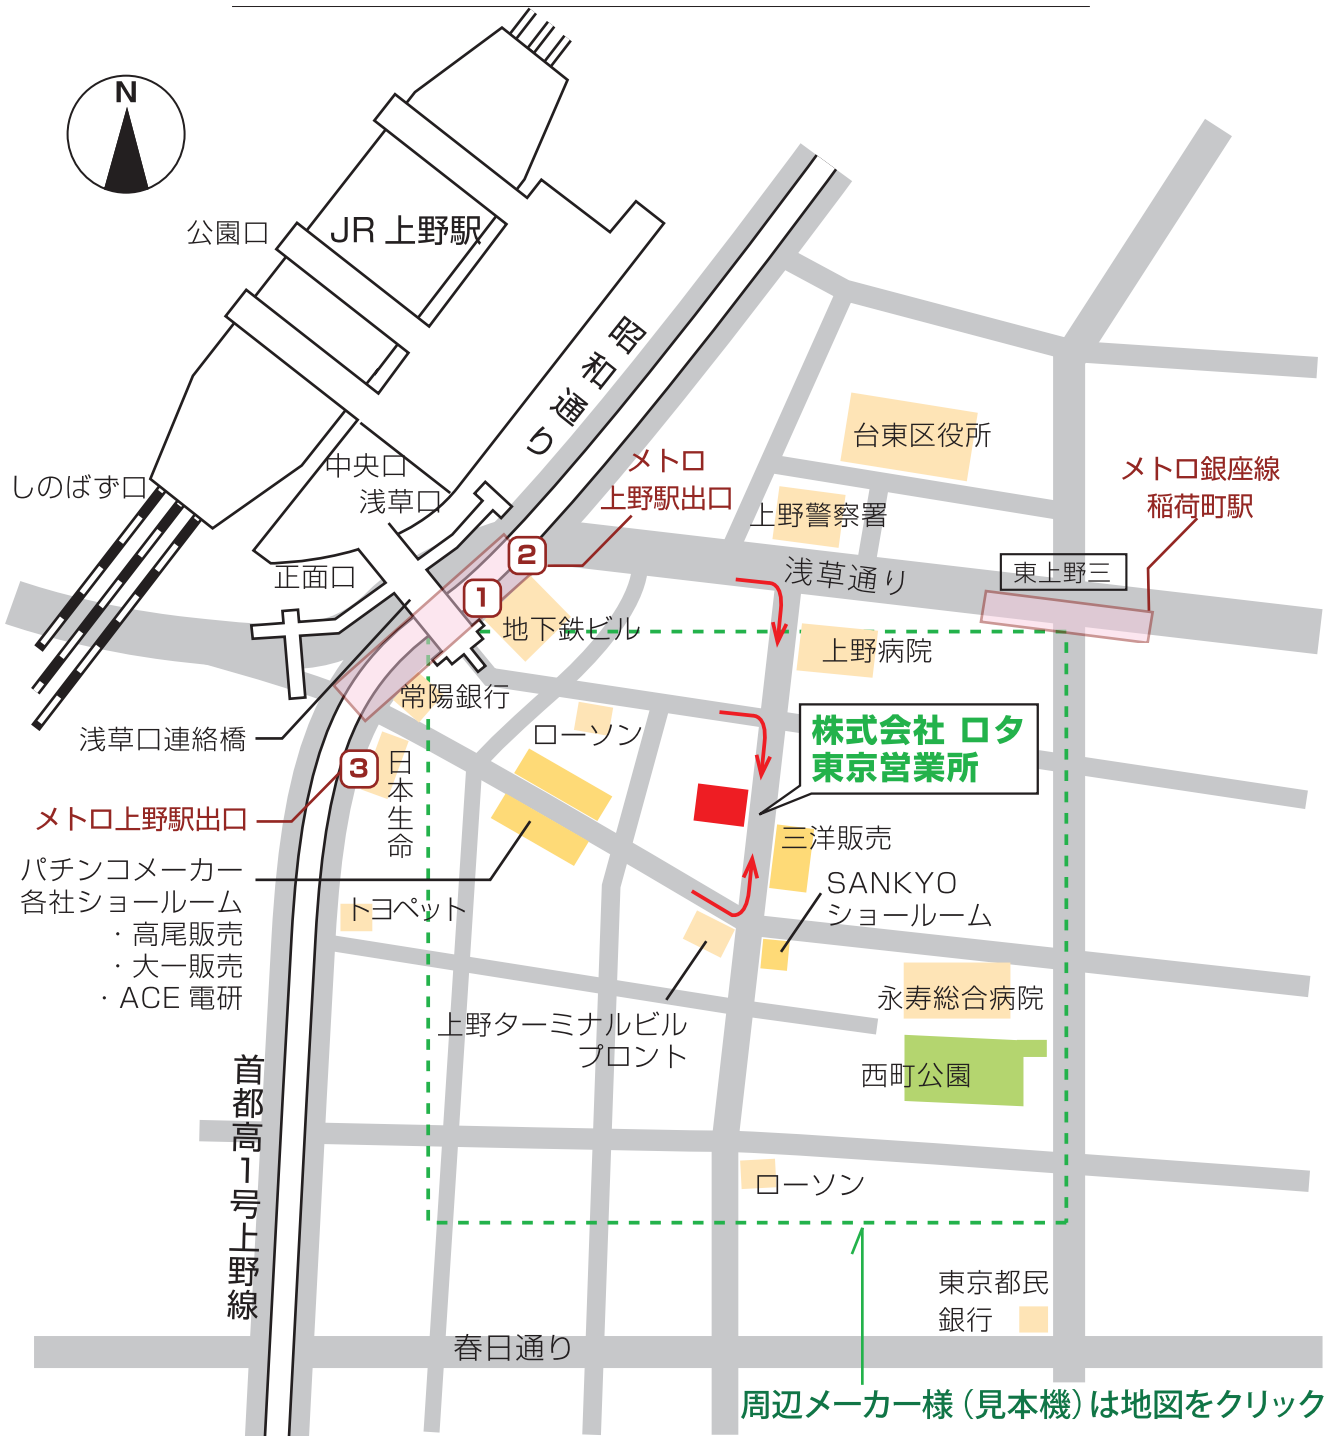 N
公園口
JR 上野駅
昭和通り
中央口
浅草口
しのばず口
正面口
メトロ
上野駅出口
台東区役所
上野警察署
メトロ銀座線
稲荷町駅
浅草通り
東上野三
2
1
地下鉄ビル
上野病院
常陽銀行
ローソン
浅草口連絡橋
株式会社 ロタ
東京営業所
3
日本生命
メトロ上野駅出口
三洋販売
パチンコメーカー
各社ショールーム
・高尾販売
・大一販売
・ACE 電研
トヨペット
SANKYO
ショールーム
上野ターミナルビル
プロント
永寿総合病院
西町公園
首都高1号上野線
ローソン
東京都民
銀行
春日通り
周辺メーカー様（見本機）は地図をクリック